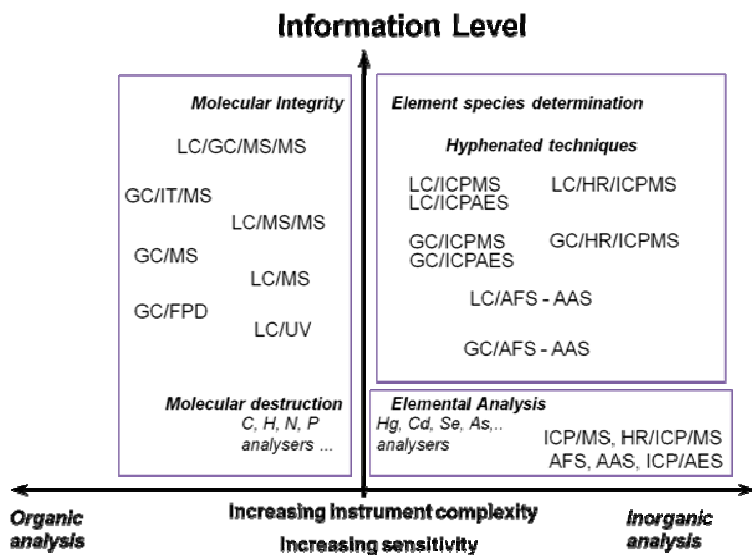 Information Level
Molecular Integrity
LC/GC/MS/MS
GC/IT/MS
LC/MS/MS
GC/MS
LC/MS
GC/FPD
LC/UV
Molecular destruction
C, H, N, P
analysers ...
Element species determination
Hyphenated techniques
LC/ICPMS
LC/ICPAES
LC/HR/ICPMS
GC/ICPMS
GC/ICPAES
GC/HR/ICPMS
LC/AFS - AAS
GC/AFS - AAS
Elemental Analysis
Hg, Cd, Se, As,..
analysers
ICP/MS, HR/ICP/MS
AFS, AAS, ICP/AES
Organic
analysis
Increasing instrument complexity
Increasing sensitivity
Inorganic
analysis